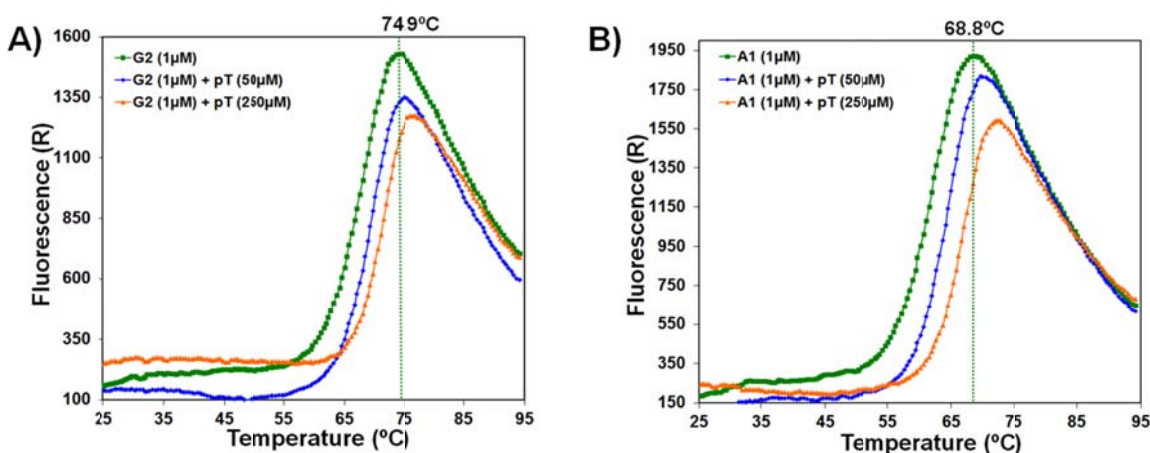 A)
74.9ºC
G2 (1µM)
G2 (1µM) + pT (50µM)
G2 (1µM) + pT (250µM)
Fluorescence (R)
1600
1350
1100
850
600
350
100
25
35
45
55
65
75
85
95
Temperature (ºC)
B)
68.8ºC
A1 (1µM)
A1 (1µM) + pT (50µM)
A1 (1µM) + pT (250µM)
Fluorescence (R)
1950
1750
1550
1350
1150
950
750
550
350
150
25
35
45
55
65
75
85
95
Temperature (ºC)